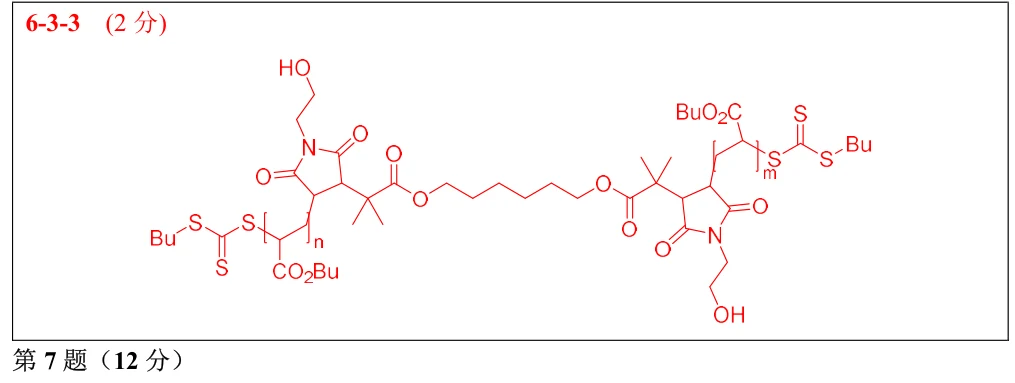 6-3-3 (2 分)
HO
N
O
O
O
O
Bu
S
S
S
n
CO₂Bu
O
O
BuO₂C
m
S
S
S
Bu
O
O
N
OH
第 7 题（12 分）